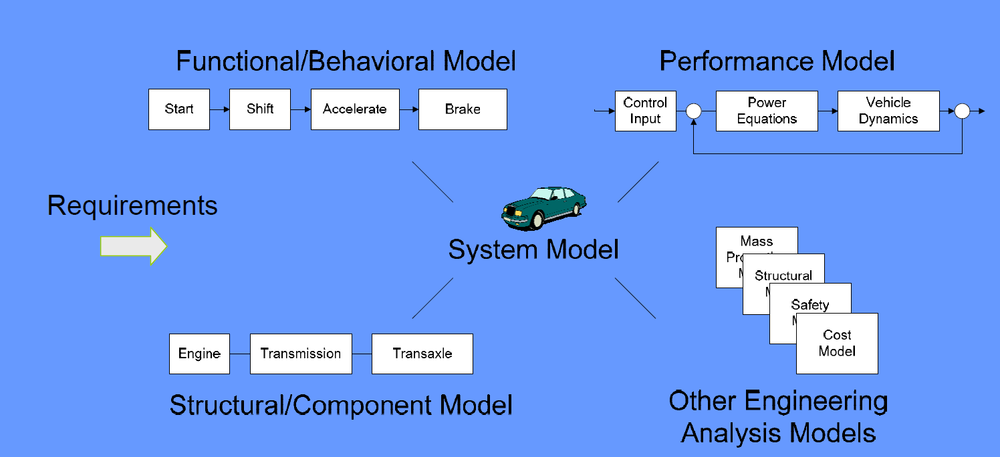 Functional/Behavioral Model
Start
Shift
Accelerate
Brake
Performance Model
Control
Input
Power
Equations
Vehicle
Dynamics
Requirements
System Model
Mass
Structural
Safety
Cost
Model
Engine
Transmission
Transaxle
Structural/Component Model
Other Engineering
Analysis Models